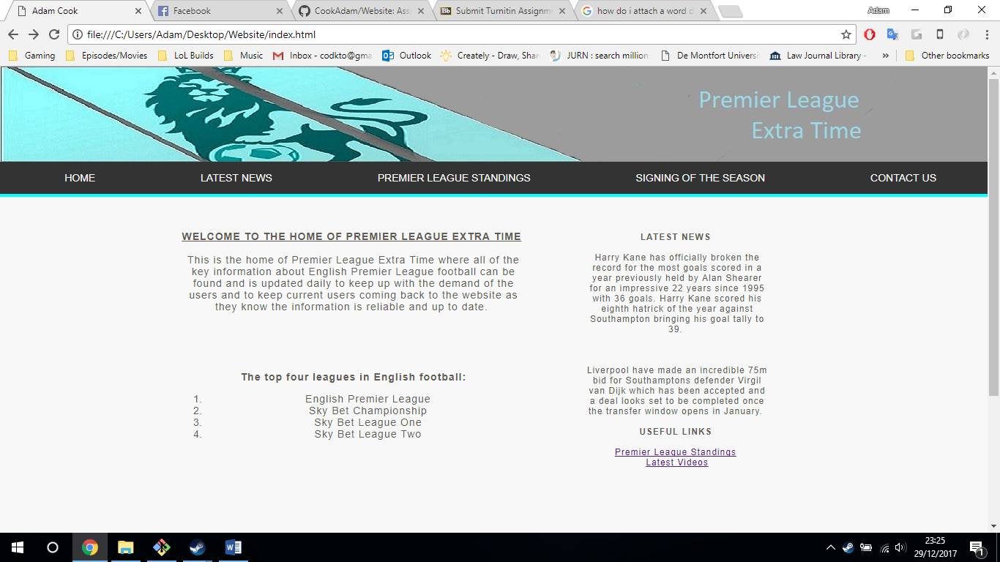 Adam Cook
Facebook
CookAdam/Website: Ass
Bb Submit Turnitin Assignm
how do i attach a word d
Adam
file:///C:/Users/Adam/Desktop/Website/index.html
Gaming
Episodes/Movies
LoL Builds
Music
Inbox - codkto@gma
Outlook
Creately - Draw, Shar
JURN : search million
De Montfort Universi
Law Journal Library -
»
Other bookmarks
Premier League
Extra Time
HOME
LATEST NEWS
PREMIER LEAGUE STANDINGS
SIGNING OF THE SEASON
CONTACT US
WELCOME TO THE HOME OF PREMIER LEAGUE EXTRA TIME
This is the home of Premier League Extra Time where all of the
key information about English Premier League football can be
found and is updated daily to keep up with the demand of the
users and to keep current users coming back to the website as
they know the information is reliable and up to date.
The top four leagues in English football:
1. English Premier League
2. Sky Bet Championship
3. Sky Bet League One
4. Sky Bet League Two
LATEST NEWS
Harry Kane has officially broken the
record for the most goals scored in a
year previously held by Alan Shearer
for an impressive 22 years since 1995
with 36 goals. Harry Kane scored his
eighth hatrick of the year against
Southampton bringing his goal tally to
39.
Liverpool have made an incredible 75m
bid for Southamptons defender Virgil
van Dijk which has been accepted and
a deal looks set to be completed once
the transfer window opens in January.
USEFUL LINKS
Premier League Standings
Latest Videos
23:25
29/12/2017
1